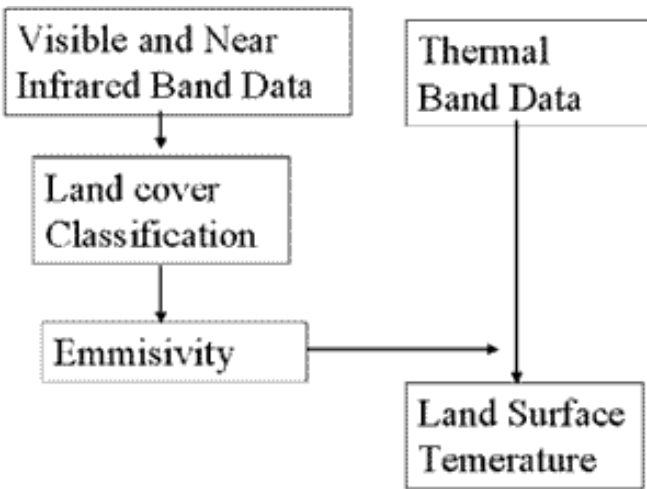 Visible and Near
Infrared Band Data
Thermal
Band Data
Land cover
Classification
Emmisivity
Land Surface
Temerature